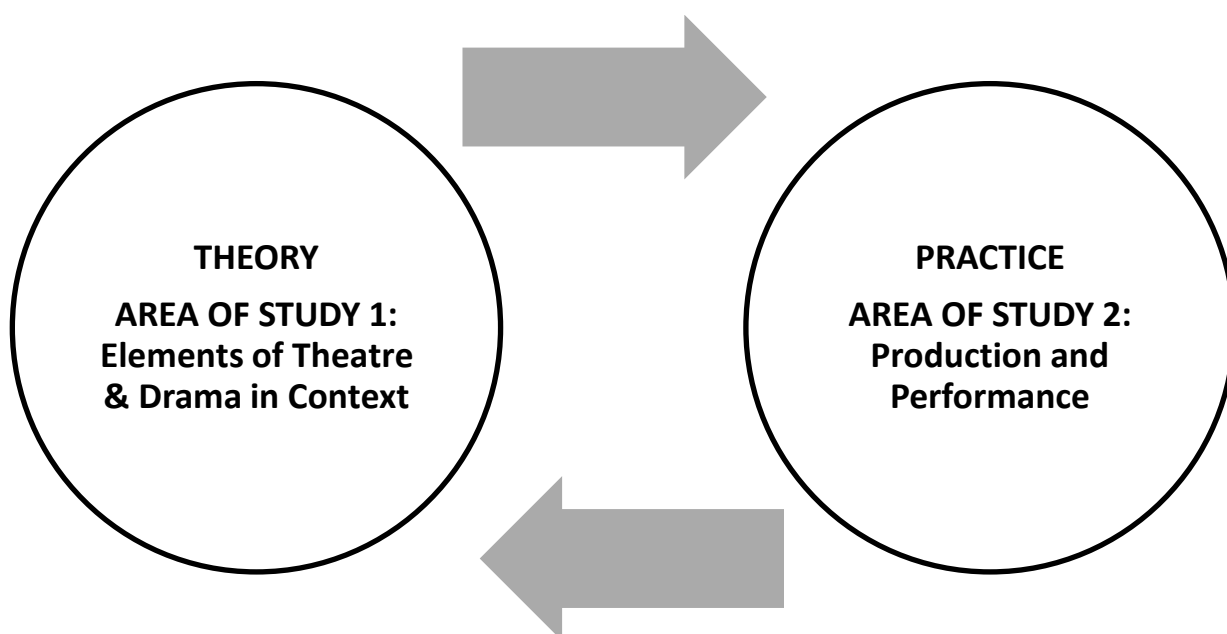 THEORY
AREA OF STUDY 1:
Elements of Theatre
& Drama in Context
PRACTICE
AREA OF STUDY 2:
Production and
Performance